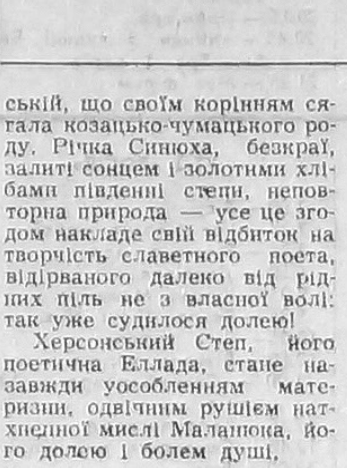 ській, що своїм корінням ся-
гала козацько-чумацького ро-
ду. Річка Синюха, безкраї,
залиті сонцем і золотими хлі-
бами південні степи, непов-
торна природа — усе це зго-
дом накладе свій відбиток на
творчість славетного поета,
відірваного далеко від рід-
них піль не з власної волі:
так уже судилося долею!
Херсонський Степ, його
поетична Еллада, стане на-
завжди уособленням мате-
ризни, одвічним рушієм нат-
хненної мислі Маланюка, йо-
го долею і болем душі,